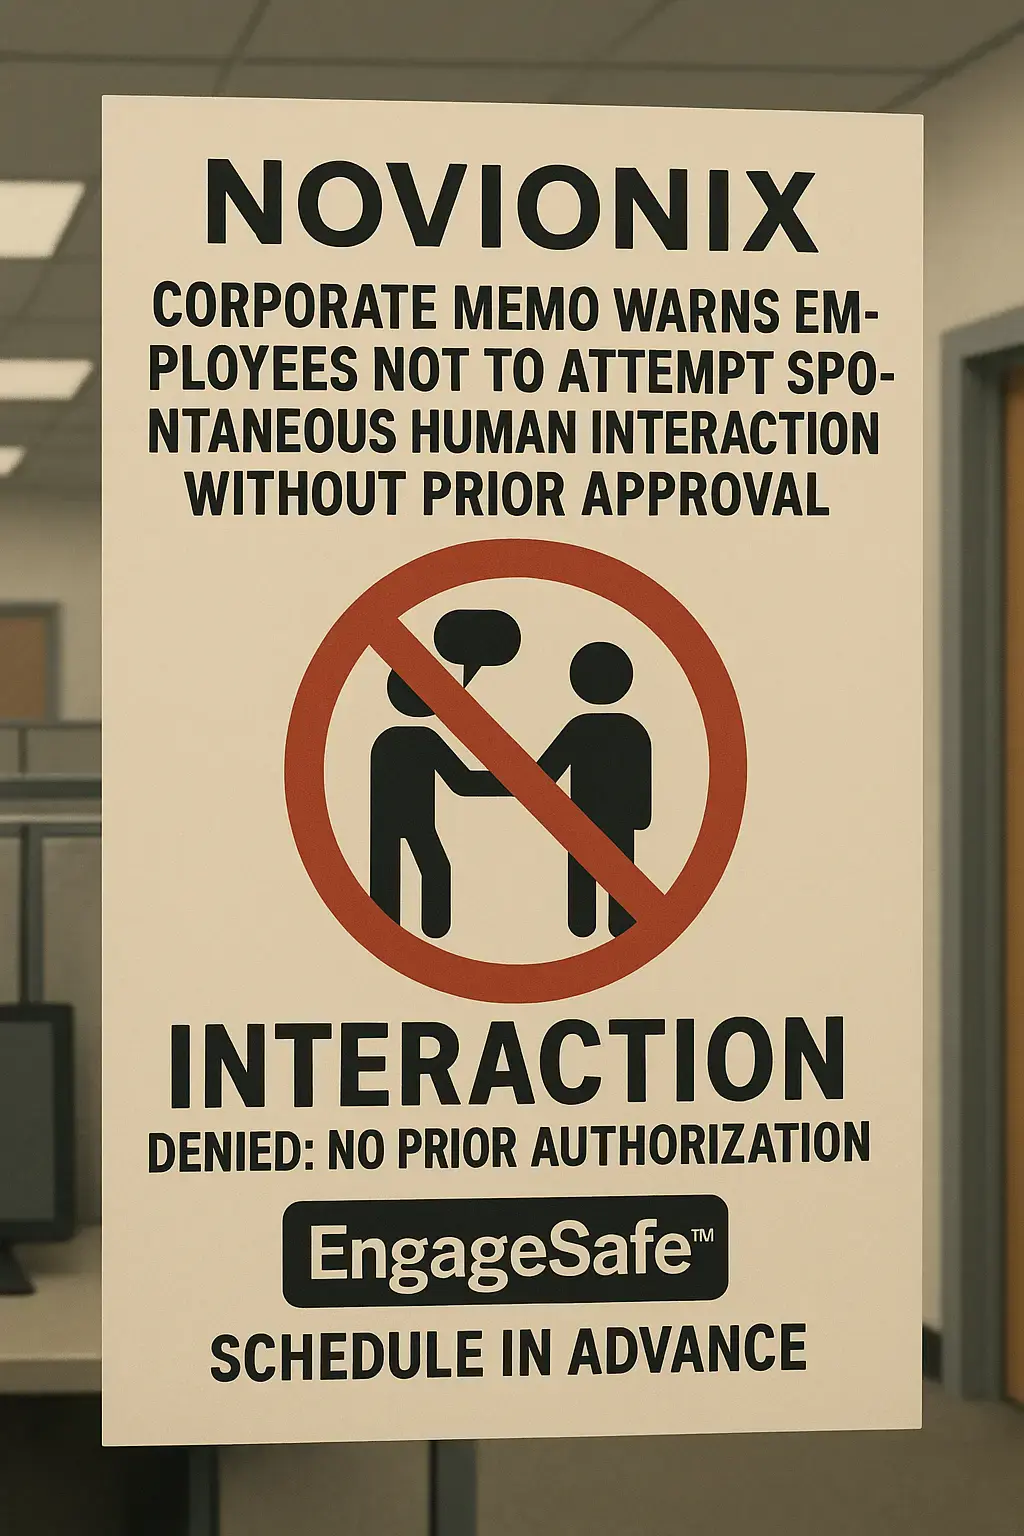 NOVIONIX
CORPORATE MEMO WARNS EM-
PLOYEES NOT TO ATTEMPT SPO-
NTANEOUS HUMAN INTERACTION
WITHOUT PRIOR APPROVAL
INTERACTION
DENIED: NO PRIOR AUTHORIZATION
EngageSafe™
SCHEDULE IN ADVANCE